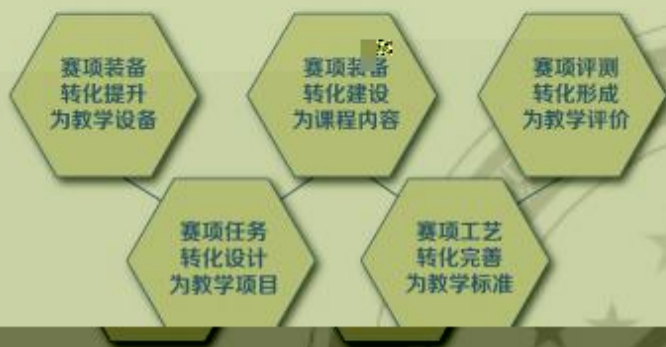 赛项装备
转化提升
为教学设备
赛项装备
转化建设
为课程内容
赛项评测
转化形成
为教学评价
赛项任务
转化设计
为教学项目
赛项工艺
转化完善
为教学标准